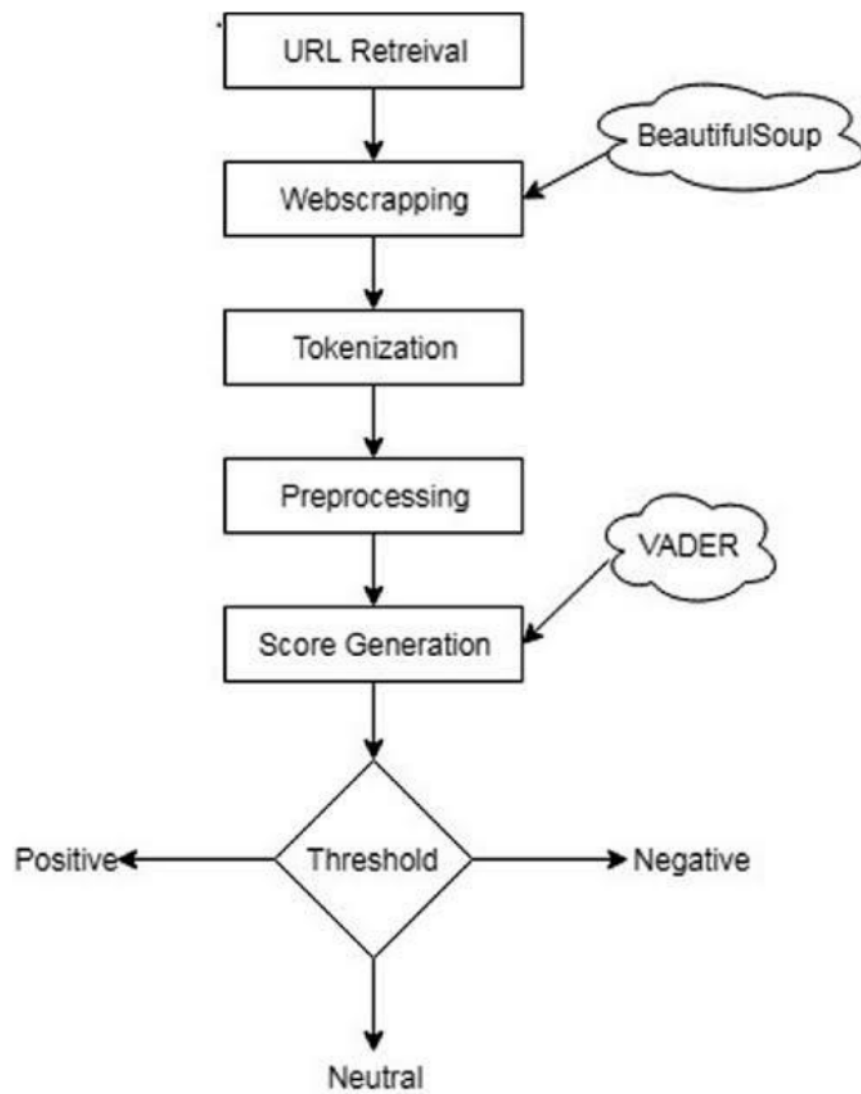 URL Retreival
BeautifulSoup
Webscrapping
Tokenization
Preprocessing
VADER
Score Generation
Positive
Threshold
Negative
Neutral